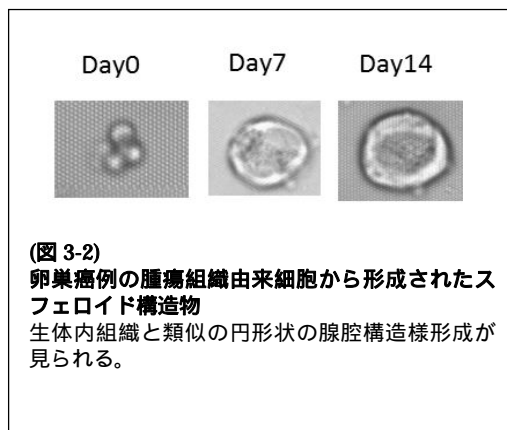 Day0 Day7 Day14
(図 3-2)
卵巣癌例の腫瘍組織由来細胞から形成されたス
フェロイド構造物
生体内組織と類似の円形状の腺腔構造様形成が
見られる。